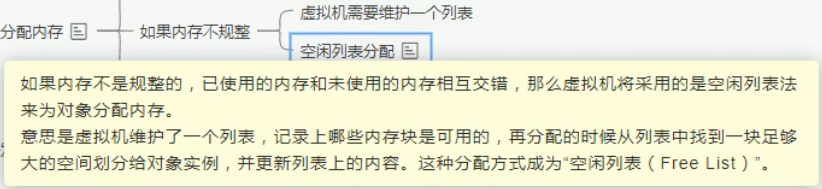 虚拟机需要维护一个列表
分配内存 如果内存不规整
空闲列表分配
如果内存不是规整的，已使用的内存和未使用的内存相互交错，那么虚拟机将采用的是空闲列表法
来为对象分配内存。
意思是虚拟机维护了一个列表，记录上哪些内存块是可用的，再分配的时候从列表中找到一块足够
大的空间划分给对象实例，并更新列表上的内容。这种分配方式成为“空闲列表（Free List）”。